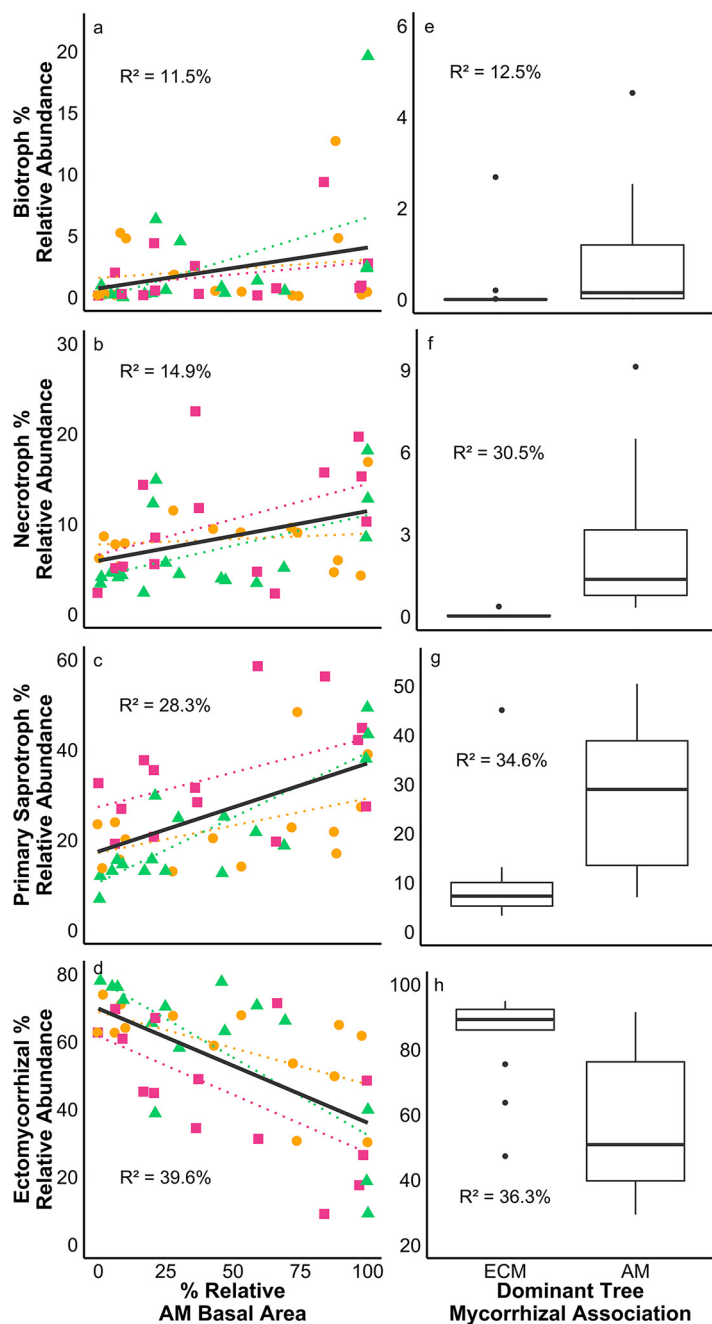 a
Biotroph %
Relative Abundance
20
15
10
5
0
R² = 11.5%
e
6
4
2
0
R² = 12.5%
b
Necrotroph %
Relative Abundance
30
20
10
0
R² = 14.9%
f
9
6
3
0
R² = 30.5%
c
Primary Saprotroph %
Relative Abundance
60
40
20
0
R² = 28.3%
g
50
40
30
20
10
0
R² = 34.6%
d
Ectomycorrhizal %
Relative Abundance
80
60
40
20
0
R² = 39.6%
0 25 50 75 100
% Relative
AM Basal Area
h
100
80
60
40
20
R² = 36.3%
ECM AM
Dominant Tree
Mycorrhizal Association